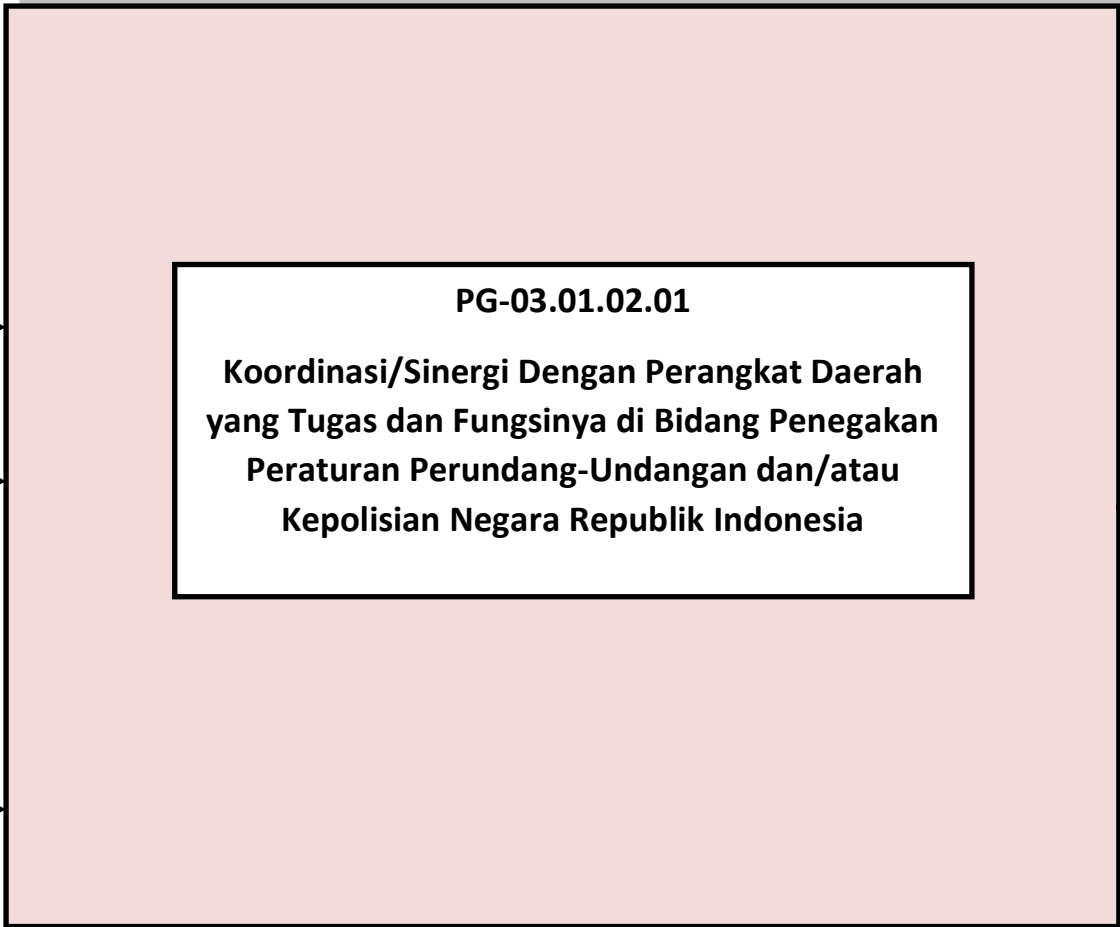 PG-03.01.02.01
Koordinasi/Sinergi Dengan Perangkat Daerah
yang Tugas dan Fungsinya di Bidang Penegakan
Peraturan Perundang-Undangan dan/atau
Kepolisian Negara Republik Indonesia